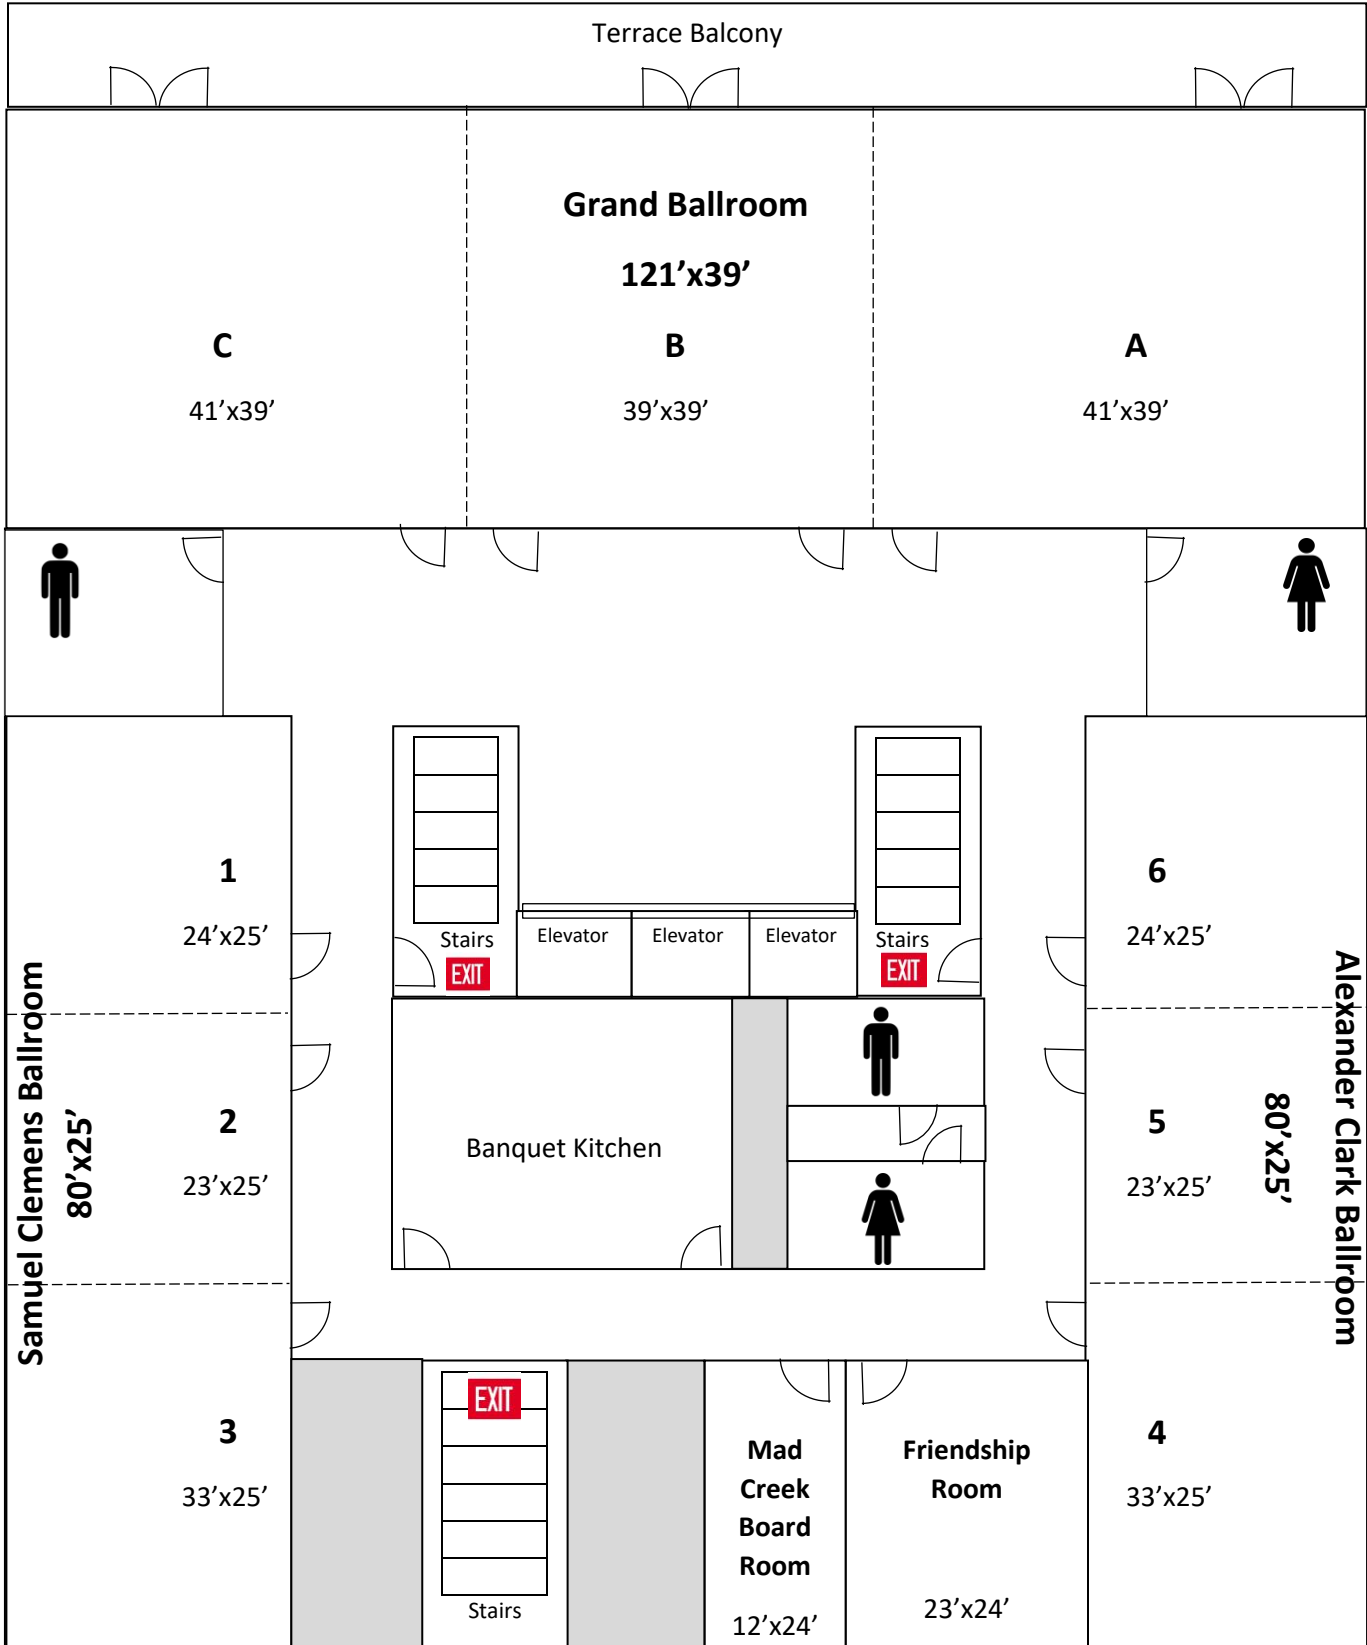 Terrace Balcony
Grand Ballroom
121’x39’
C
B
A
41’x39’
39’x39’
41’x39’
1
24’x25’
6
24’x25’
Stairs
EXIT
Elevator
Elevator
Elevator
Stairs
EXIT
Samuel Clemens Ballroom
80’x25’
2
23’x25’
Banquet Kitchen
5
23’x25’
80’x25’
Alexander Clark Ballroom
3
33’x25’
EXIT
Stairs
Mad
Creek
Board
Room
12’x24’
Friendship
Room
23’x24’
4
33’x25’